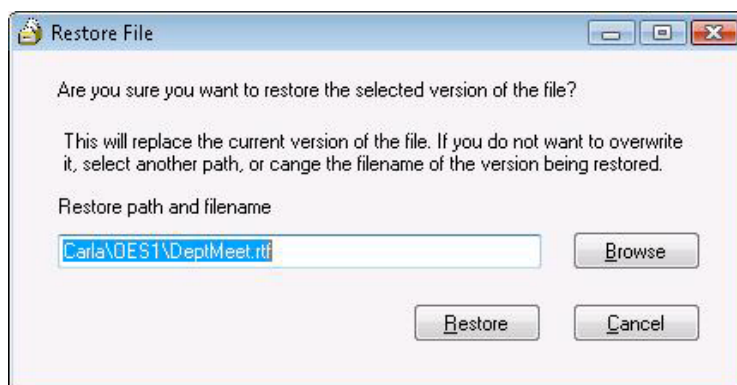 Restore File
Are you sure you want to restore the selected version of the file?
This will replace the current version of the file. If you do not want to overwrite
it, select another path, or cange the filename of the version being restored.
Restore path and filename
Carla\OES1\DeptMeet.rtf
Browse
Restore
Cancel